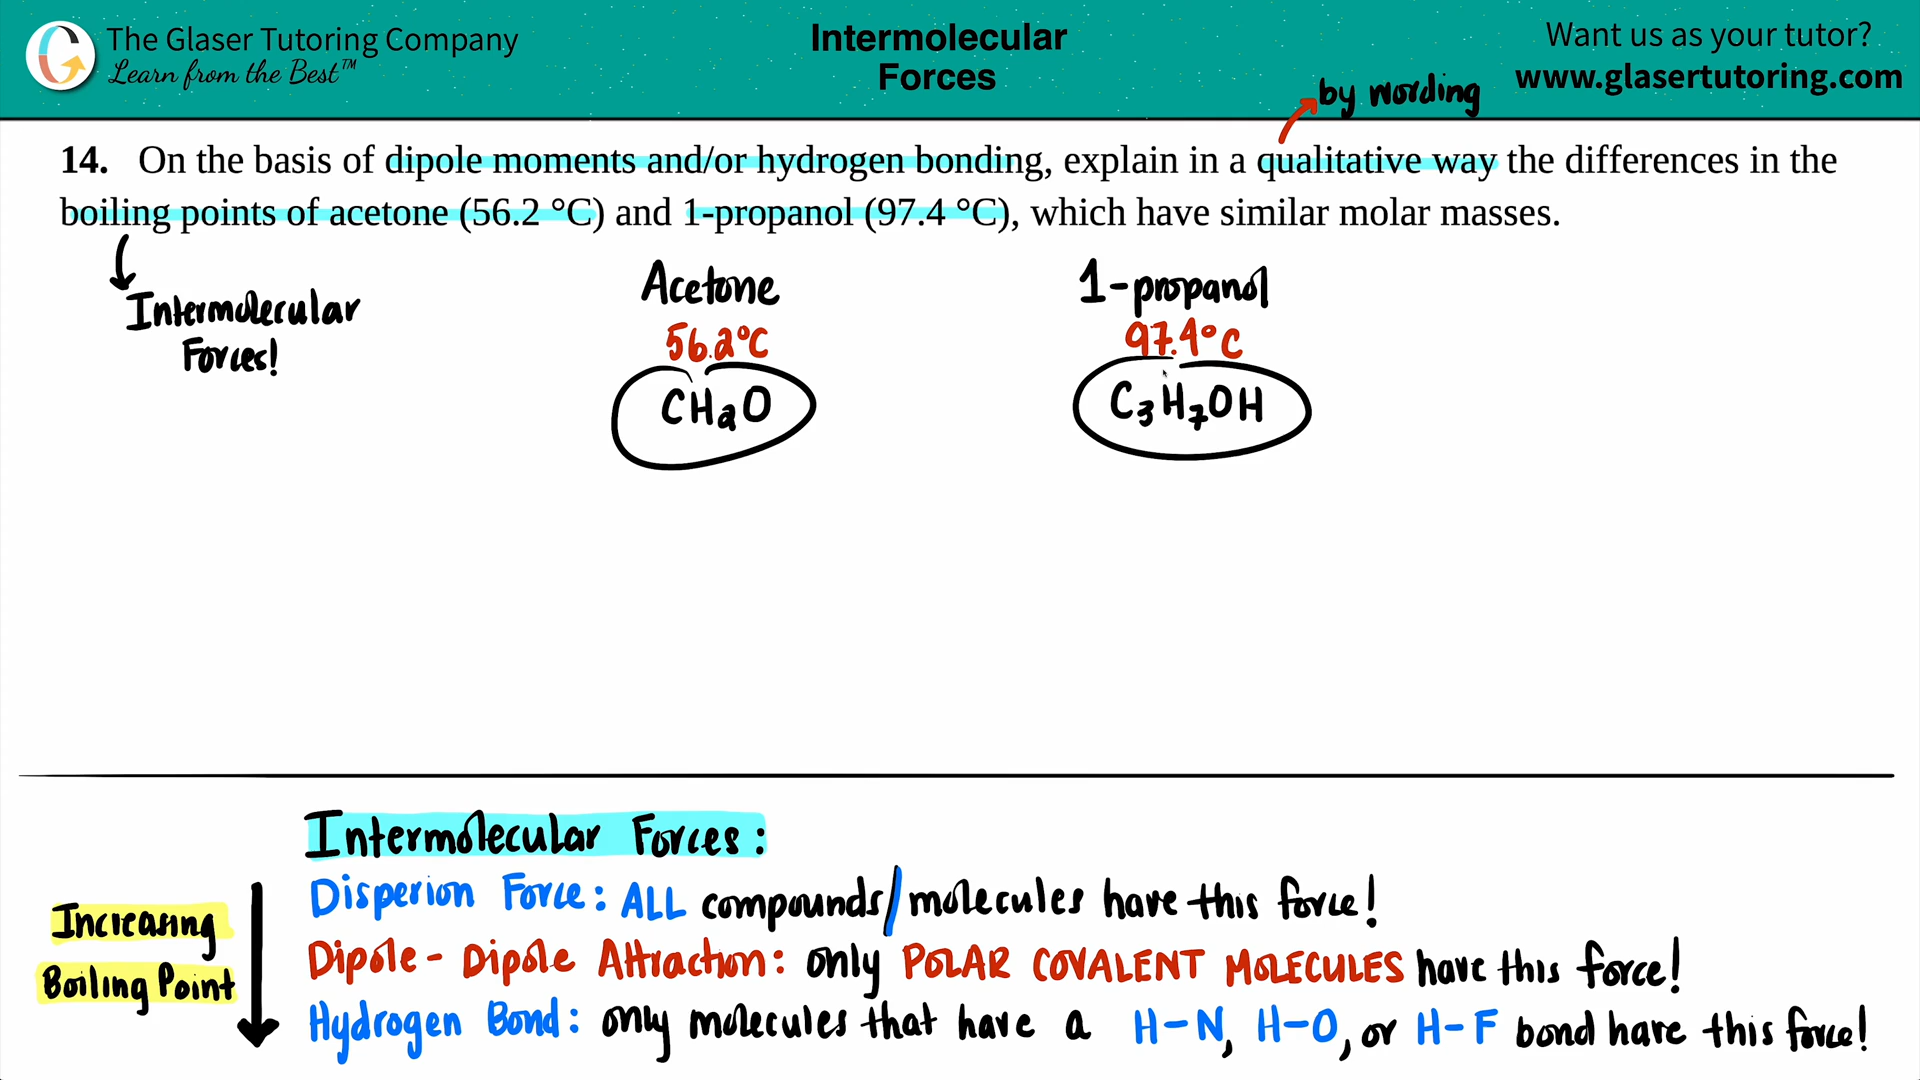 The Glaser Tutoring Company
Learn from the Best™
Intermolecular
Forces
Want us as your tutor?
www.glasertutoring.com
by wording
14. On the basis of dipole moments and/or hydrogen bonding, explain in a qualitative way the differences in the
boiling points of acetone (56.2 °C) and 1-propanol (97.4 °C), which have similar molar masses.
Intermolecular
Forces!
Acetone
56.2°C
CH₂O
1-propanol
97.4°C
C₃H₇OH
Intermolecular Forces:
Disperion Force: ALL compounds/molecules have this force!
Dipole-Dipole Attraction: only POLAR COVALENT MOLECULES have this force!
Hydrogen Bond: only molecules that have a H-N, H-O, or H-F bond have this force!
Increasing
Boiling Point